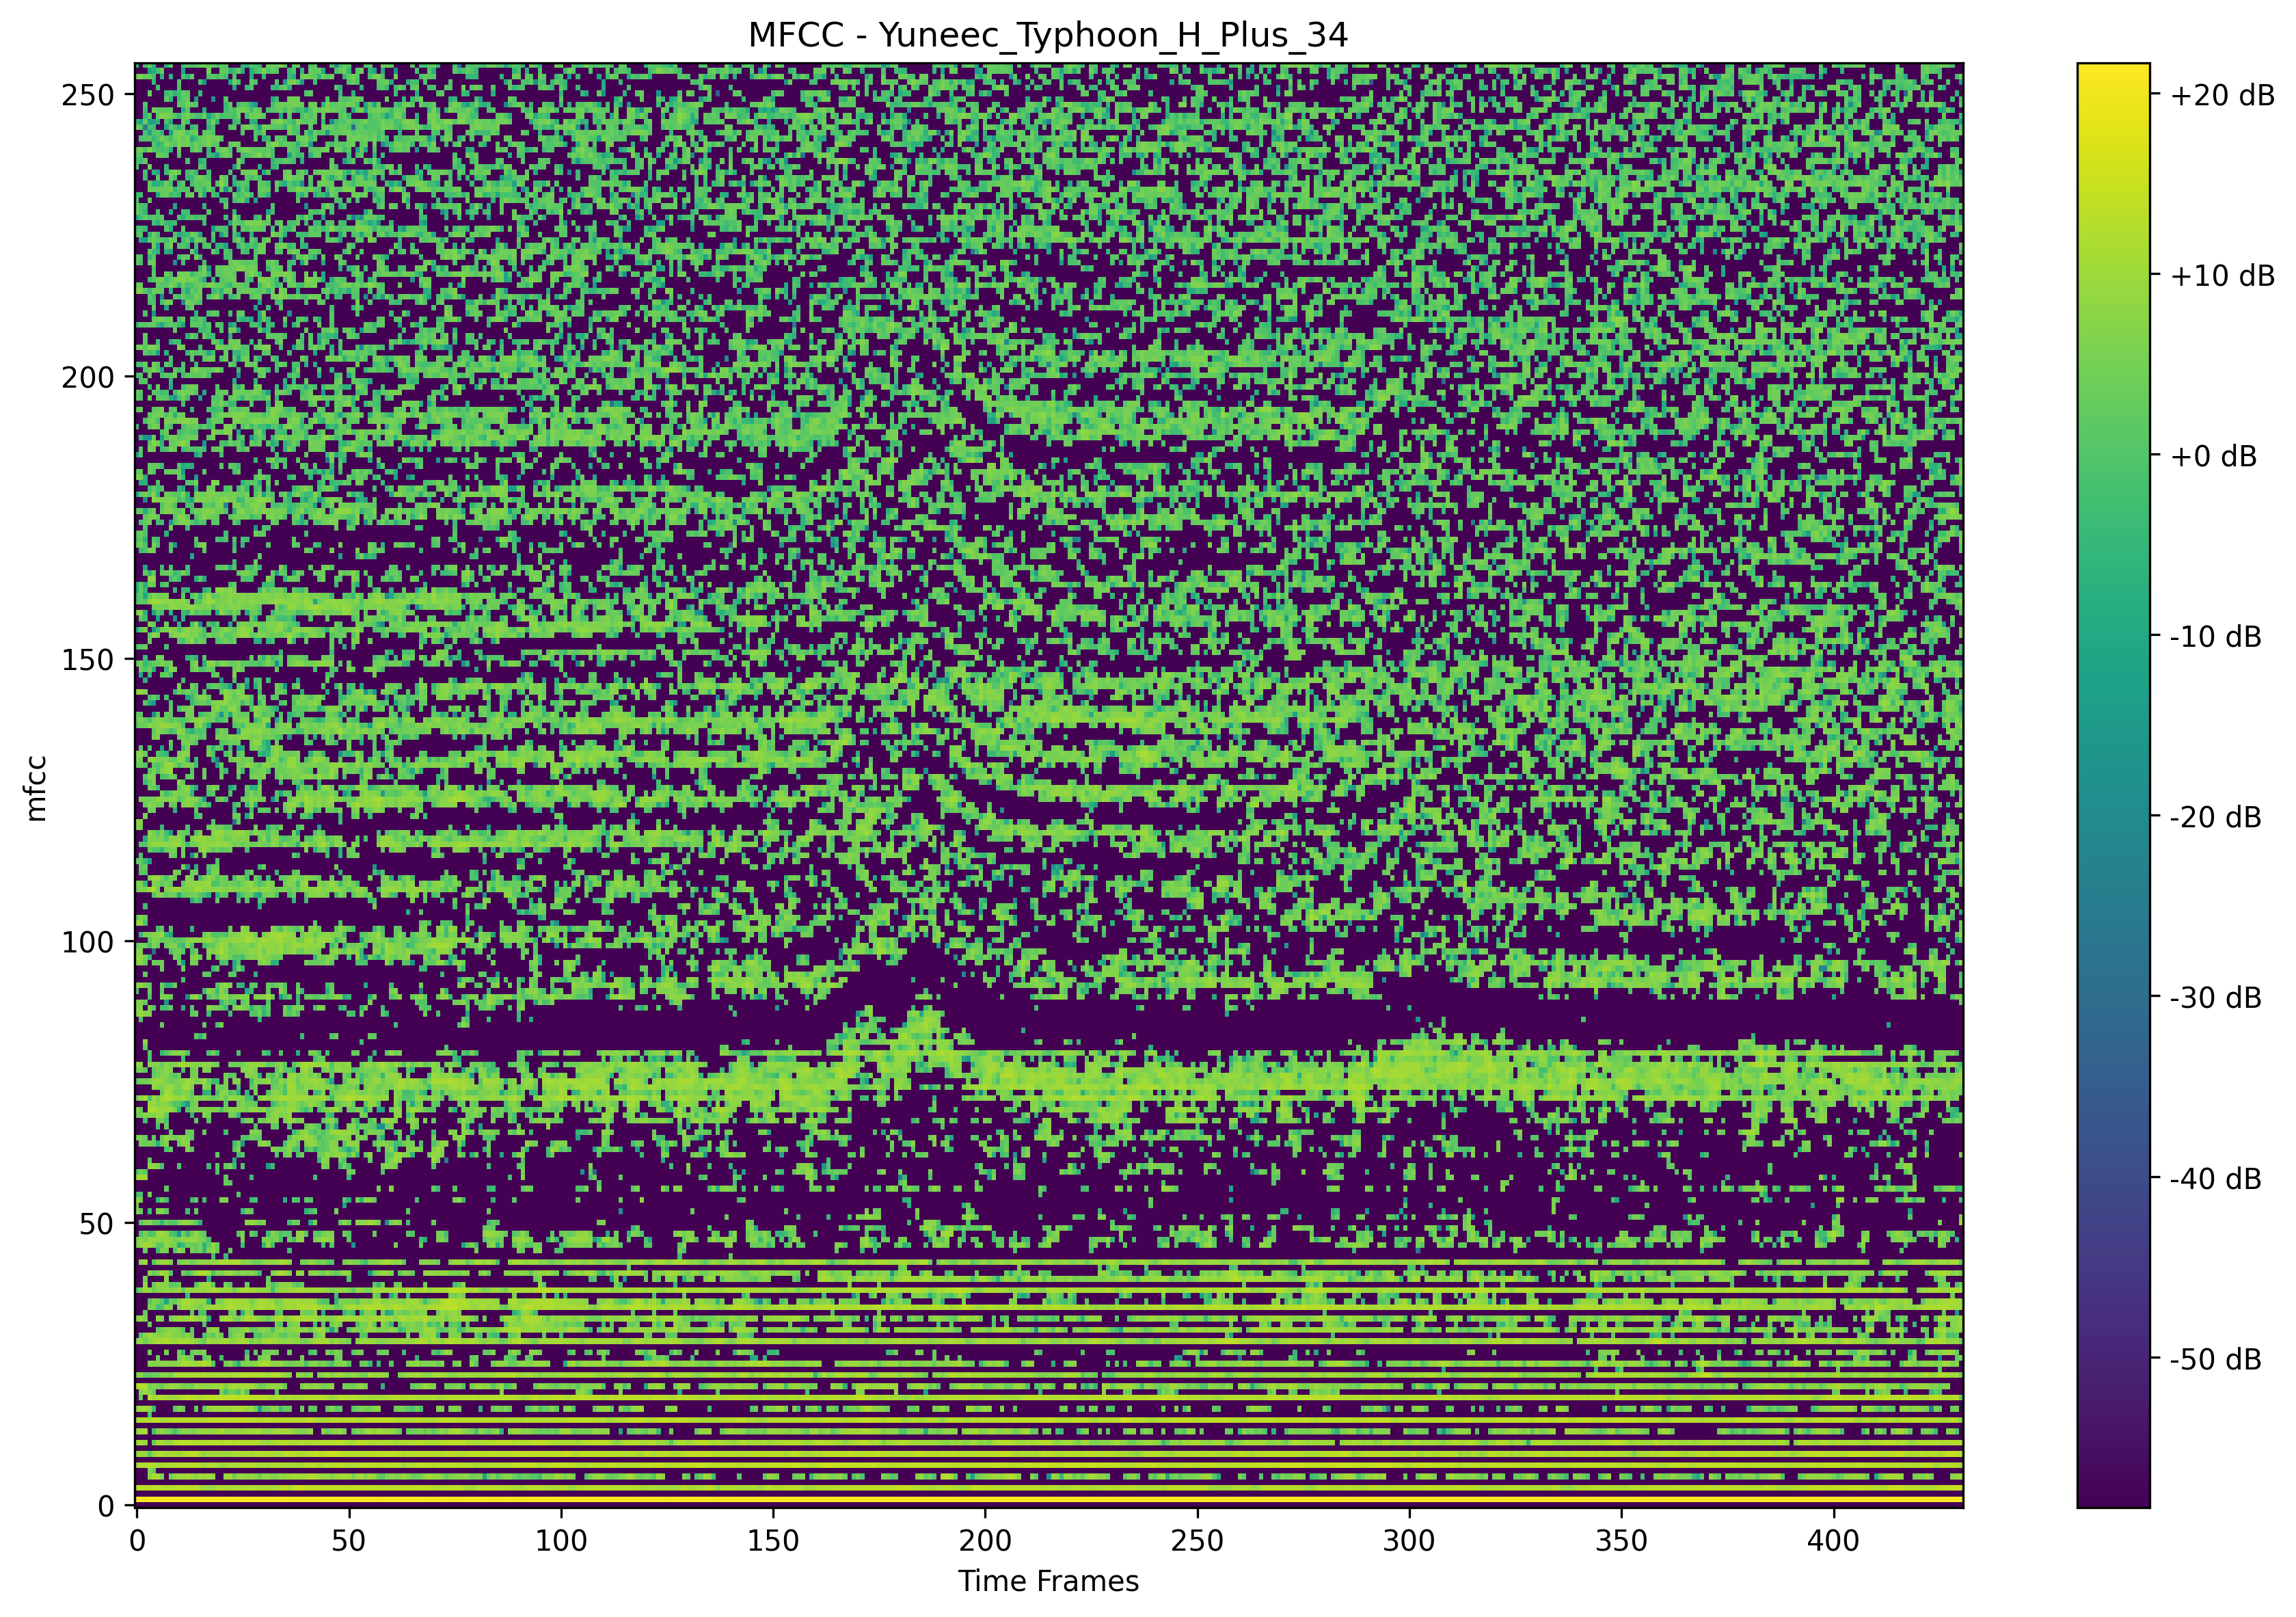 MFCC - Yuneec_Typhoon_H_Plus_34
250
200
150
100
50
0
mfcc
0 50 100 150 200 250 300 350 400
Time Frames
+20 dB
+10 dB
+0 dB
-10 dB
-20 dB
-30 dB
-40 dB
-50 dB